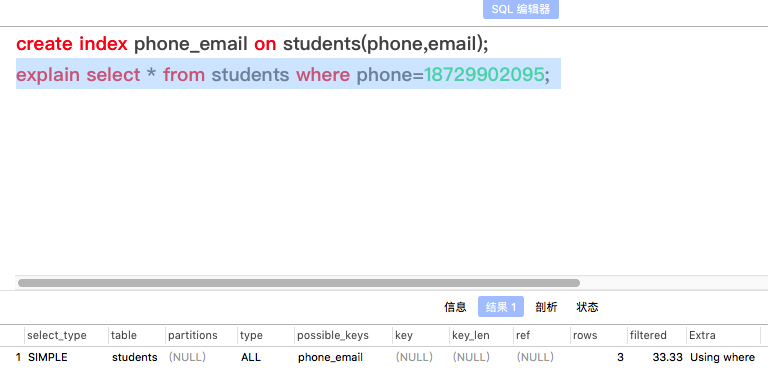 SQL 编辑器
create index phone_email on students(phone,email);
explain select * from students where phone=18729902095;
信息 结果 1 剖析 状态
select_type table partitions type possible_keys key key_len ref rows filtered Extra
1 SIMPLE students (NULL) ALL phone_email (NULL) (NULL) (NULL) 3 33.33 Using where